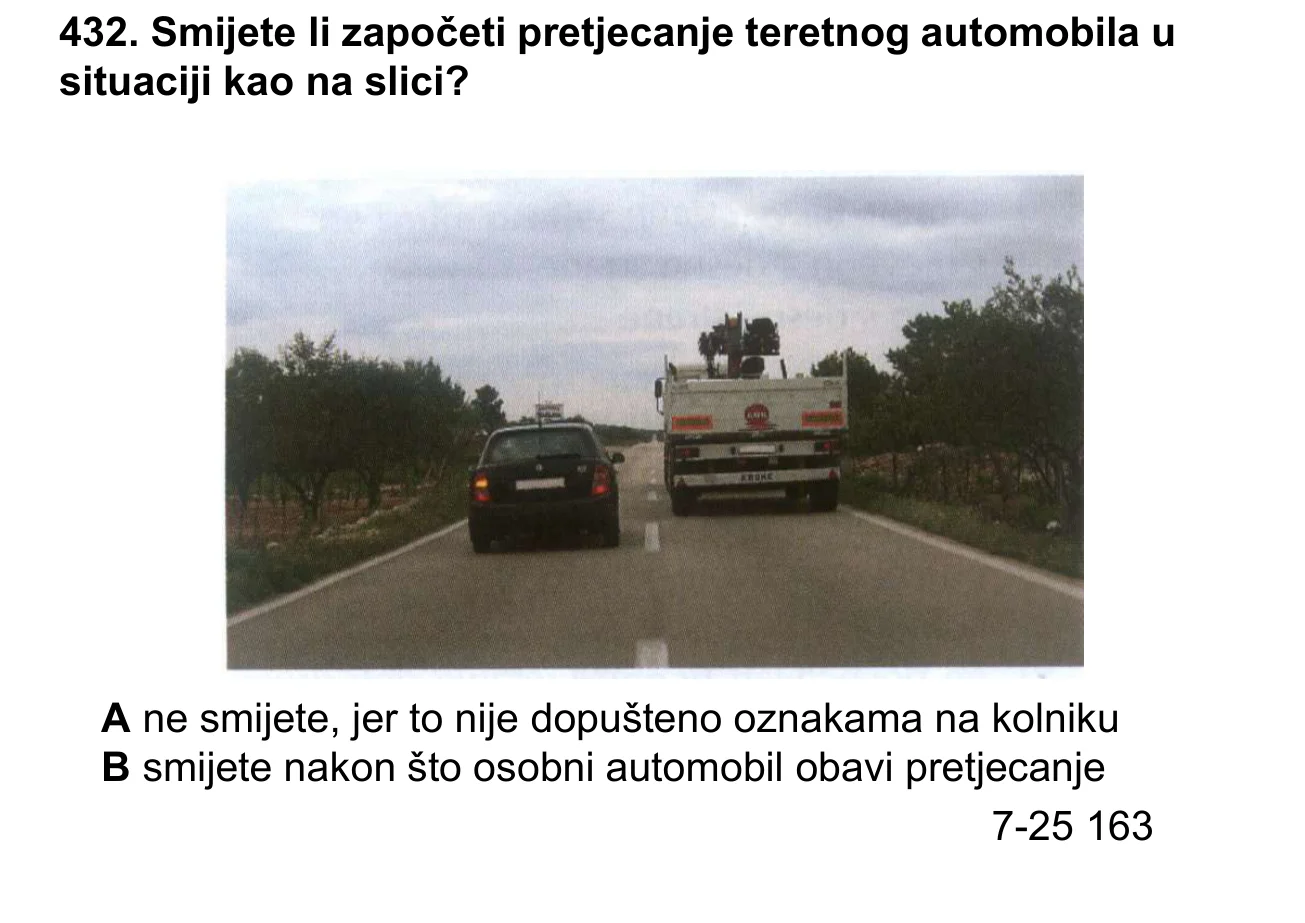 432. Smijete li započeti pretjecanje teretnog automobila u
situaciji kao na slici?
A ne smijete, jer to nije dopušteno oznakama na kolniku
B smijete nakon što osobni automobil obavi pretjecanje
7-25 163